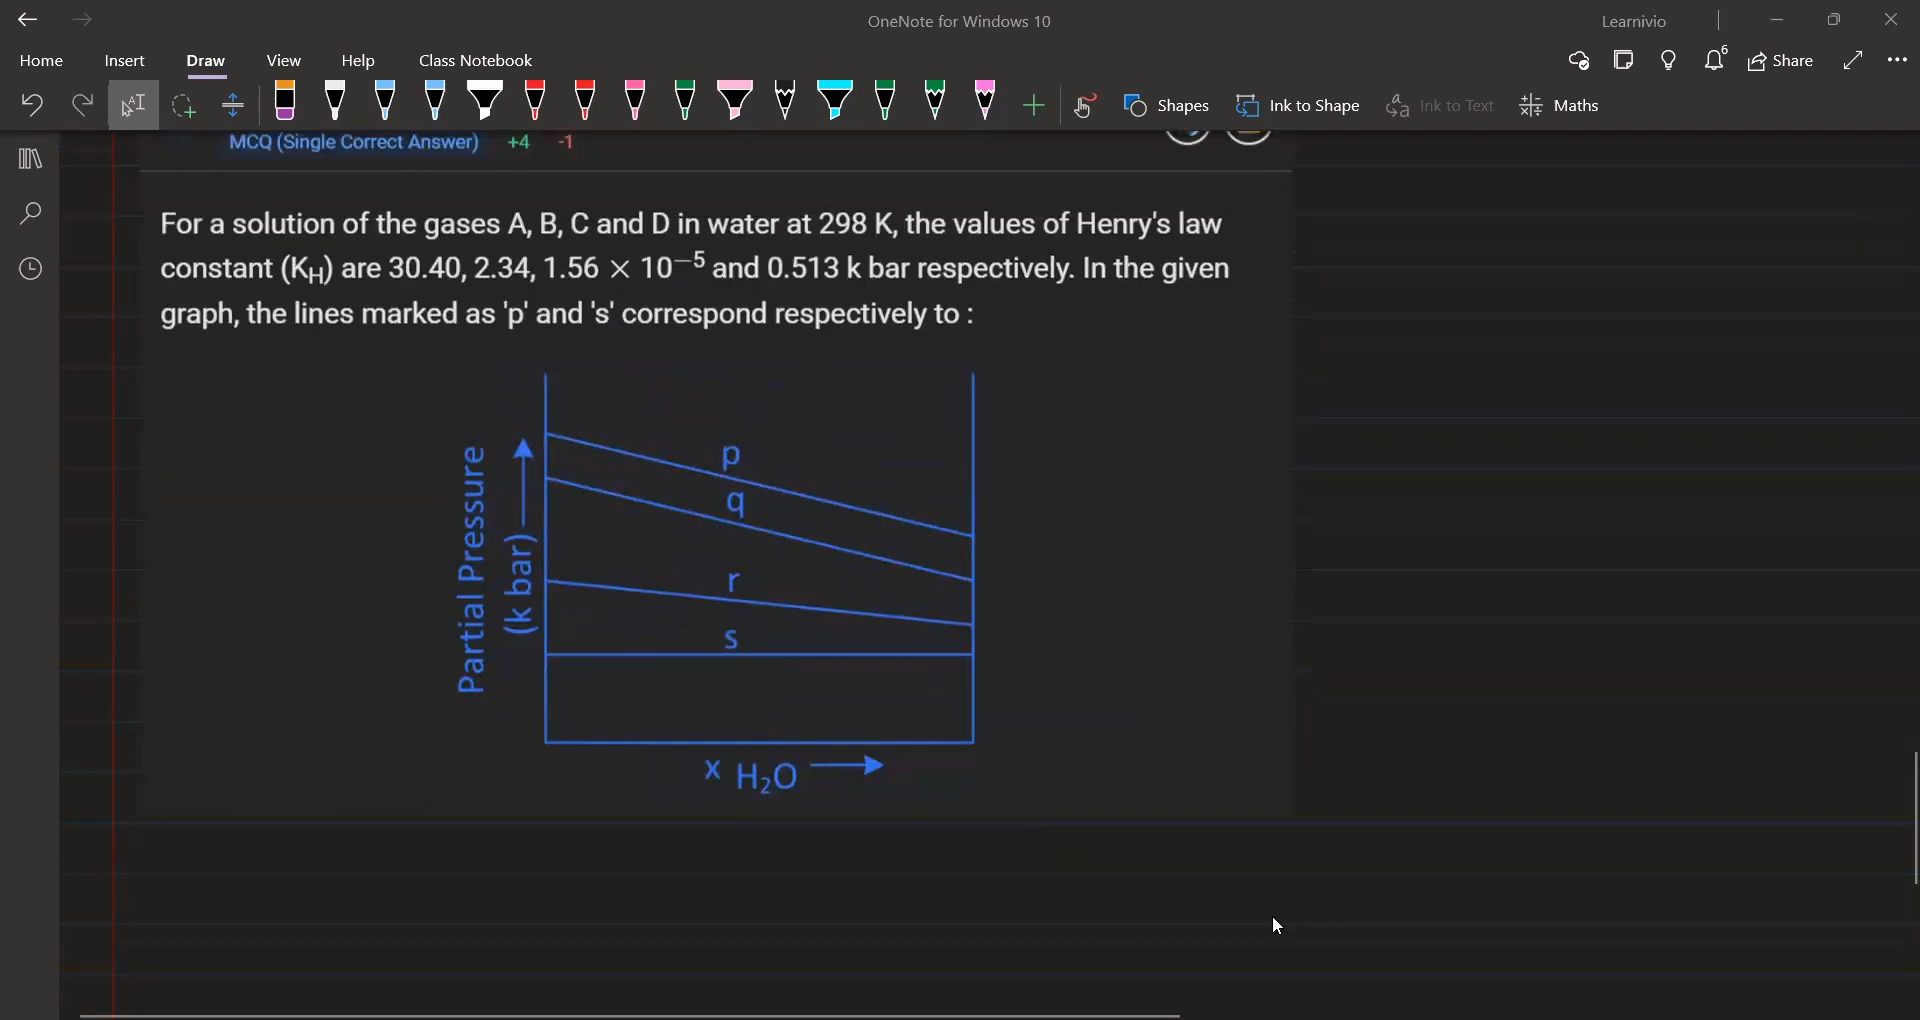 OneNote for Windows 10
Learnivio
Home Insert Draw View Help Class Notebook
6
Share
Shapes Ink to Shape Ink to Text Maths
MCQ (Single Correct Answer) +4 -1
For a solution of the gases A, B, C and D in water at 298 K, the values of Henry's law
constant (K_H) are 30.40, 2.34, 1.56 × 10⁻⁵ and 0.513 k bar respectively. In the given
graph, the lines marked as 'p' and 's' correspond respectively to :
Partial Pressure
(k bar)
p
q
r
s
x H₂O